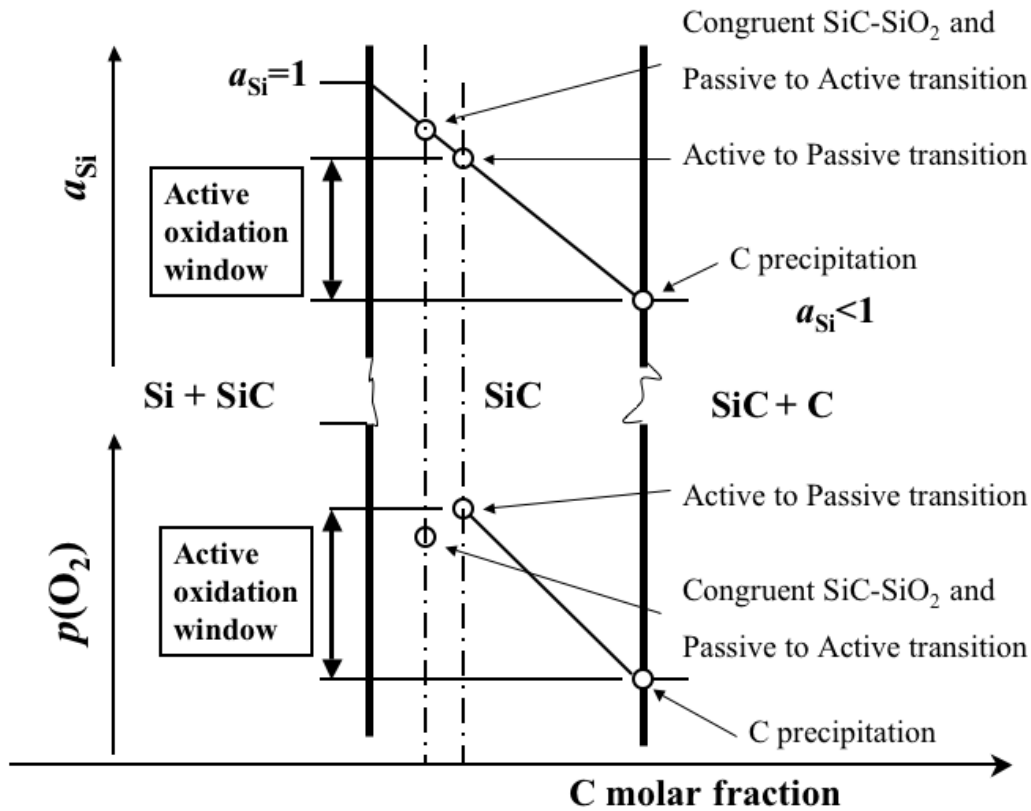 Congruent SiC-SiO₂ and
Passive to Active transition
a_Si=1
Active to Passive transition
a_Si
Active
oxidation
window
C precipitation
a_Si<1
Si + SiC
SiC
SiC + C
Active to Passive transition
p(O₂)
Active
oxidation
window
Congruent SiC-SiO₂ and
Passive to Active transition
C precipitation
C molar fraction